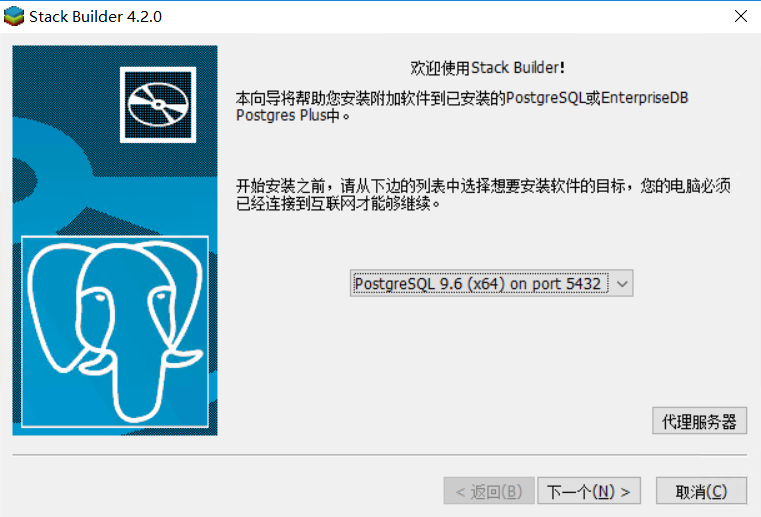 Stack Builder 4.2.0
欢迎使用Stack Builder!
本向导将帮助您安装附加软件到已安装的PostgreSQL或EnterpriseDB
Postgres Plus中。
开始安装之前，请从下边的列表中选择想要安装软件的目标，您的电脑必须
已经连接到互联网才能够继续。
PostgreSQL 9.6 (x64) on port 5432
代理服务器
< 返回(B)
下一个(N) >
取消(C)